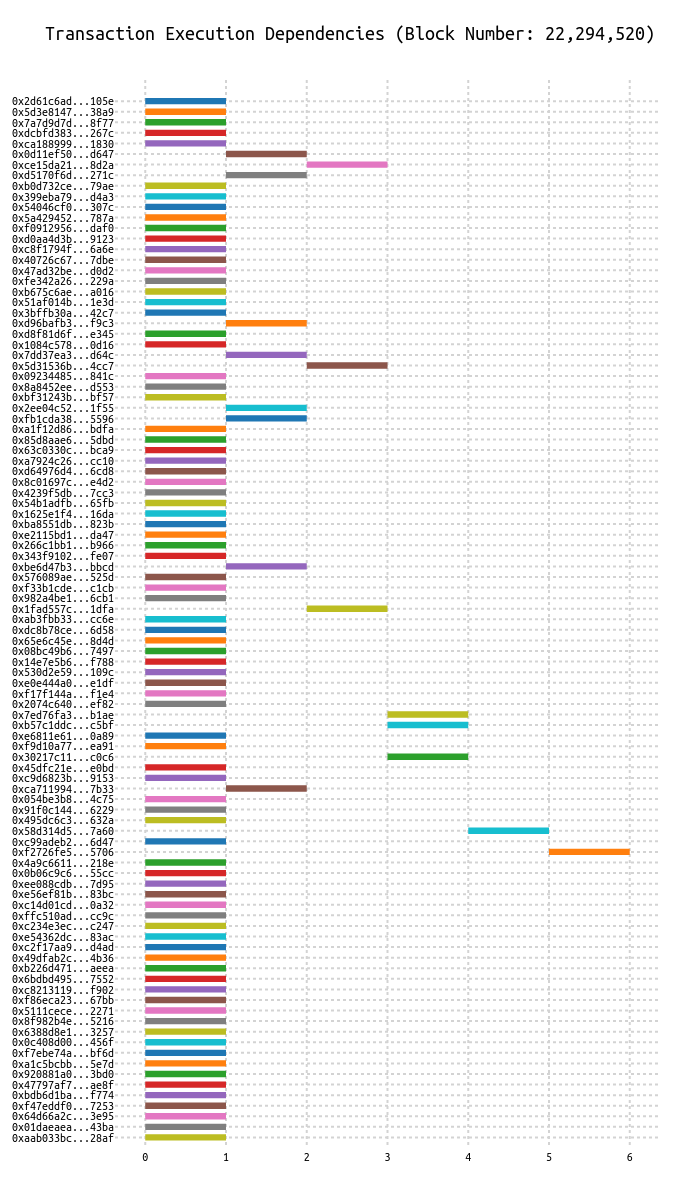 Transaction Execution Dependencies (Block Number: 22,294,520)
0x2d61c6ad...105e
0x5d3e8147...38a9
0x7a7d9d7d...8f77
0xdcbfd383...267c
0xca188999...1830
0x0d11ef50...d647
0xce15da21...8d2a
0xd5170f6d...271c
0xb0d732ce...79ae
0x399eba79...d4a3
0x54046cf0...307c
0x5a429452...787a
0xf0912956...daf0
0xd0aa4d3b...9123
0xc8f1794f...6a6e
0x40726c67...7dbe
0x47ad32be...d0d2
0xfe342a26...229a
0xb675c6ae...a016
0x51af014b...1e3d
0x3bffb30a...42c7
0xd96bafb3...f9c3
0xd8f81d6f...e345
0x1084c578...0d16
0x7dd37ea3...d64c
0x5d31536b...4cc7
0x09234485...841c
0x8a8452ee...d553
0xbf31243b...bf57
0x2ee04c52...1f55
0xfb1cda38...5596
0xa1f12d86...bdfa
0x85d8aae6...5dbd
0x63c0330c...bca9
0xa7924c26...cc10
0xd64976d4...6cd8
0x8c01697c...e4d2
0x4239f5db...7cc3
0x54b1adfb...65fb
0x1625e1f4...16da
0xba8551db...823b
0xe2115bd1...da47
0x266c1bb1...b966
0x343f9102...fe07
0xbe6d47b3...bbcd
0x576089ae...525d
0xf33b1cde...c1cb
0x982a4be1...6cb1
0x1fad557c...1dfa
0xab3fbb33...cc6e
0xdc8b78ce...6d58
0x65e6c45e...8d4d
0x08bc49b6...7497
0x14e7e5b6...f788
0x530d2e59...109c
0xe0e444a0...e1df
0xf17f144a...f1e4
0x2074c640...ef82
0x7ed76fa3...b1ae
0xb57c1ddc...c5bf
0xe6811e61...0a89
0xf9d10a77...ea91
0x30217c11...c0c6
0x45dfc21e...e0bd
0xc9d6823b...9153
0xca711994...7b33
0x054be3b8...4c75
0x91f0c144...6229
0x495dc6c3...632a
0x58d314d5...7a60
0xc99adeb2...6d47
0xf2726fe5...5706
0x4a9c6611...218e
0x0b06c9c6...55cc
0xee088cdb...7d95
0xe56ef81b...83bc
0xc14d01cd...0a32
0xffc510ad...cc9c
0xc234e3ec...c247
0xe54362dc...83ac
0xc2f17aa9...d4ad
0x49dfab2c...4b36
0xb226d471...aeea
0x6bdbd495...7552
0xc8213119...f902
0xf86eca23...67bb
0x5111cece...2271
0x8f982b4e...5216
0x6388d8e1...3257
0x0c408d00...456f
0xf7ebe74a...bf6d
0xa1c5bcbb...5e7d
0x920881a0...3bd0
0x47797af7...ae8f
0xbdb6d1ba...f774
0xf47eddf0...7253
0x64d66a2c...3e95
0x01daeaea...43ba
0xaab033bc...28af
0 1 2 3 4 5 6